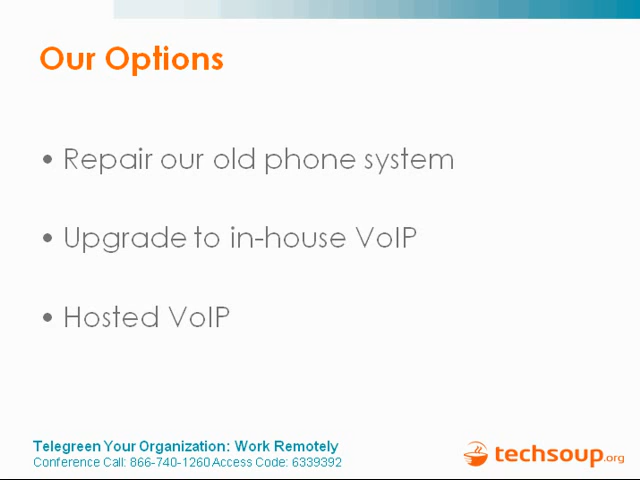 Our Options
• Repair our old phone system
• Upgrade to in-house VoIP
• Hosted VoIP
Telegreen Your Organization: Work Remotely
Conference Call: 866-740-1260 Access Code: 6339392
techsoup.org